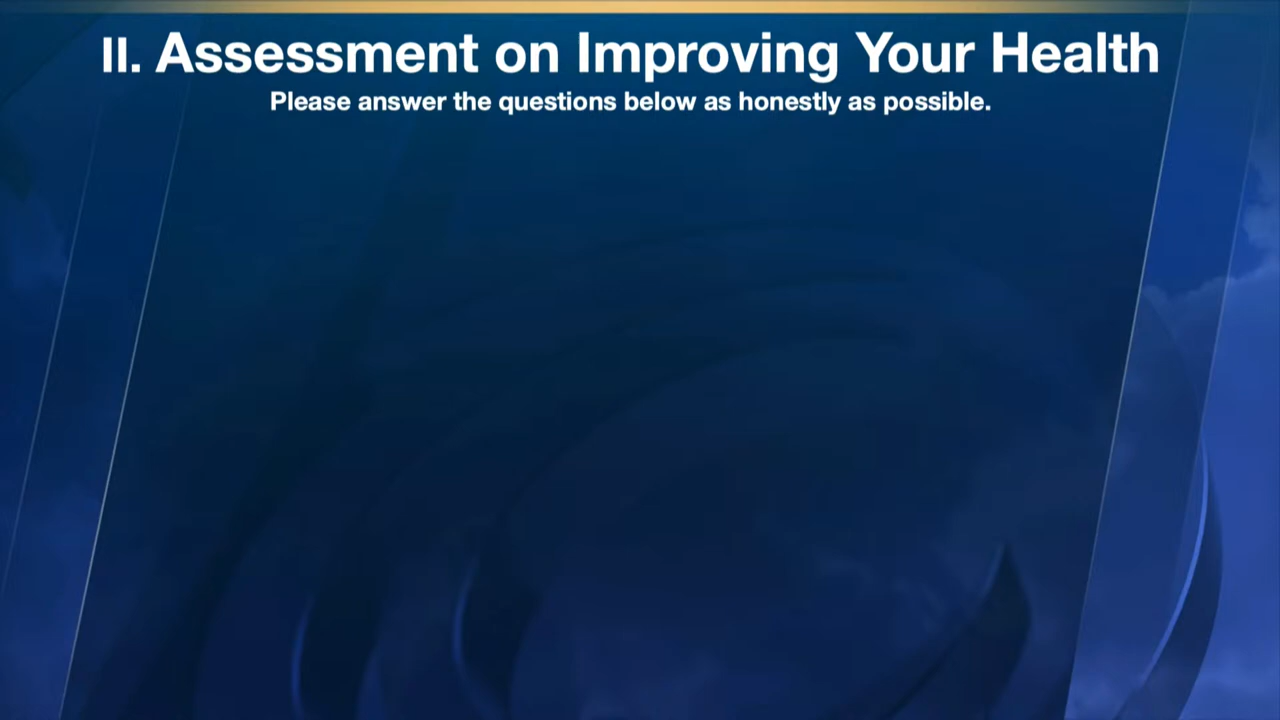 II. Assessment on Improving Your Health
Please answer the questions below as honestly as possible.